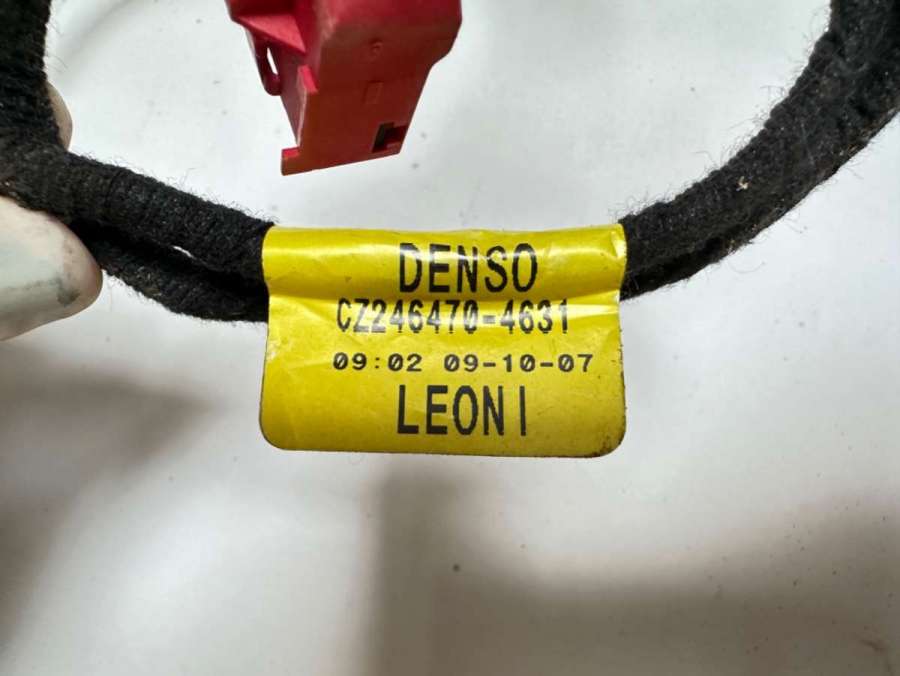 DENSO
CZ246470-4631
09:02 09-10-07
LEONI